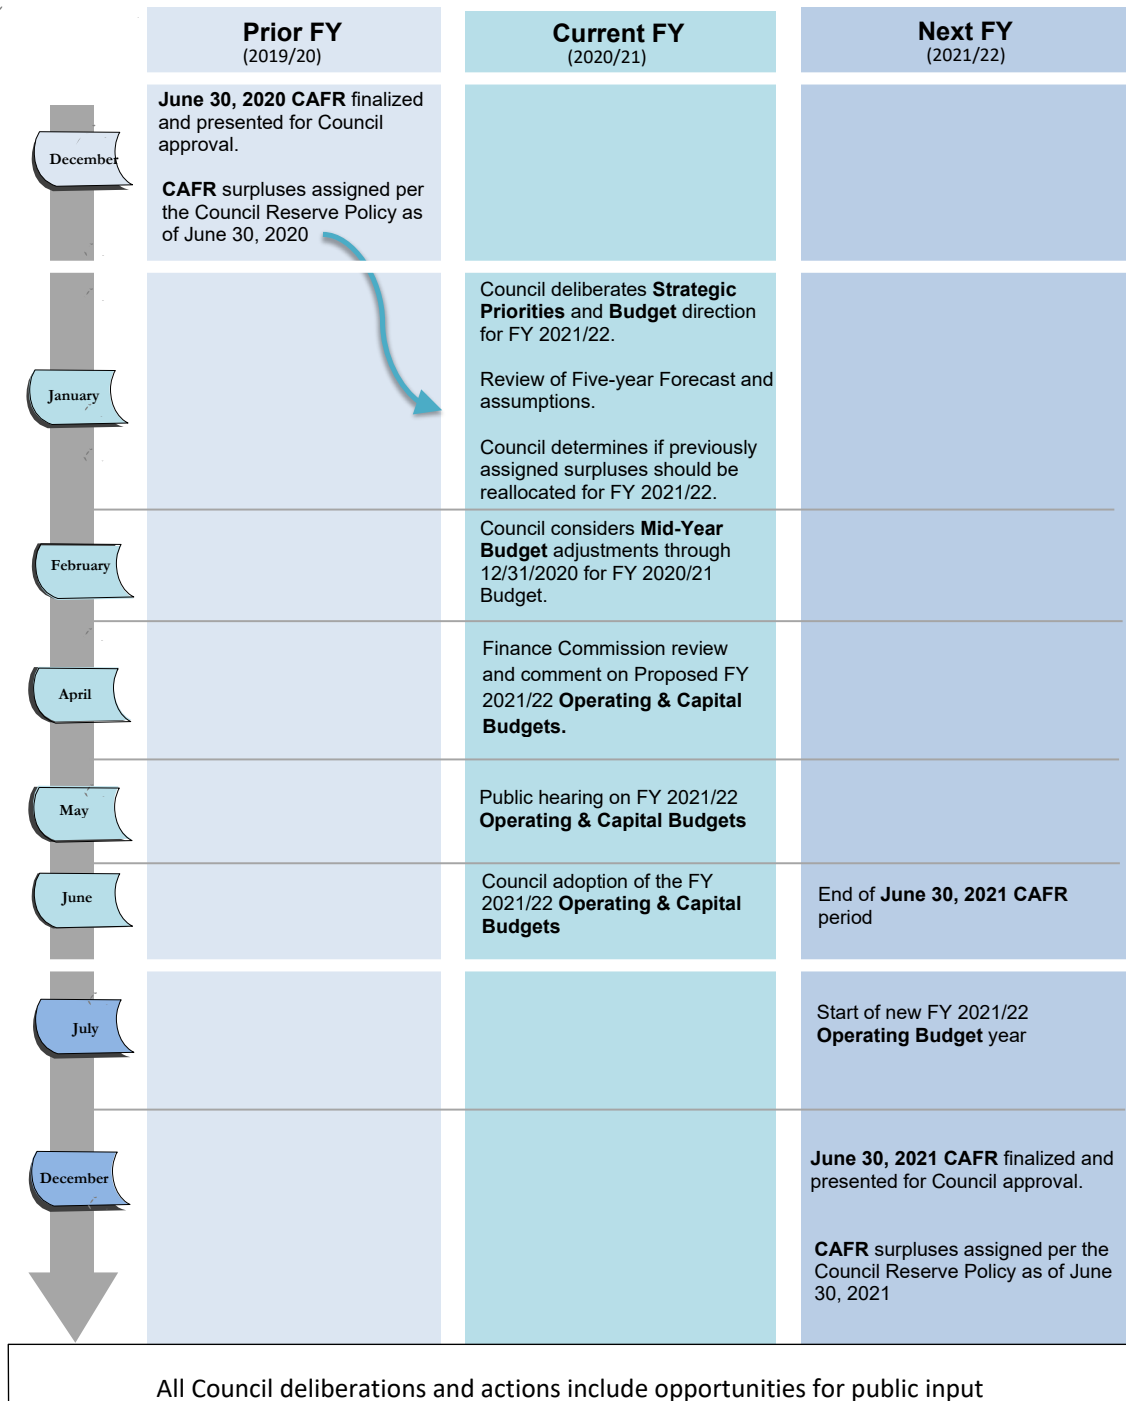 Prior FY
(2019/20)
Current FY
(2020/21)
Next FY
(2021/22)
December
June 30, 2020 CAFR finalized
and presented for Council
approval.
CAFR surpluses assigned per
the Council Reserve Policy as
of June 30, 2020
January
Council deliberates Strategic
Priorities and Budget direction
for FY 2021/22.
Review of Five-year Forecast and
assumptions.
Council determines if previously
assigned surpluses should be
reallocated for FY 2021/22.
February
Council considers Mid-Year
Budget adjustments through
12/31/2020 for FY 2020/21
Budget.
April
Finance Commission review
and comment on Proposed FY
2021/22 Operating & Capital
Budgets.
May
Public hearing on FY 2021/22
Operating & Capital Budgets
June
Council adoption of the FY
2021/22 Operating & Capital
Budgets
End of June 30, 2021 CAFR
period
July
Start of new FY 2021/22
Operating Budget year
December
June 30, 2021 CAFR finalized and
presented for Council approval.
CAFR surpluses assigned per the
Council Reserve Policy as of June
30, 2021
All Council deliberations and actions include opportunities for public input